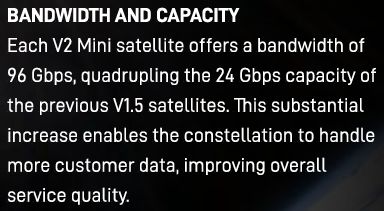 BANDWIDTH AND CAPACITY
Each V2 Mini satellite offers a bandwidth of
96 Gbps, quadrupling the 24 Gbps capacity of
the previous V1.5 satellites. This substantial
increase enables the constellation to handle
more customer data, improving overall
service quality.